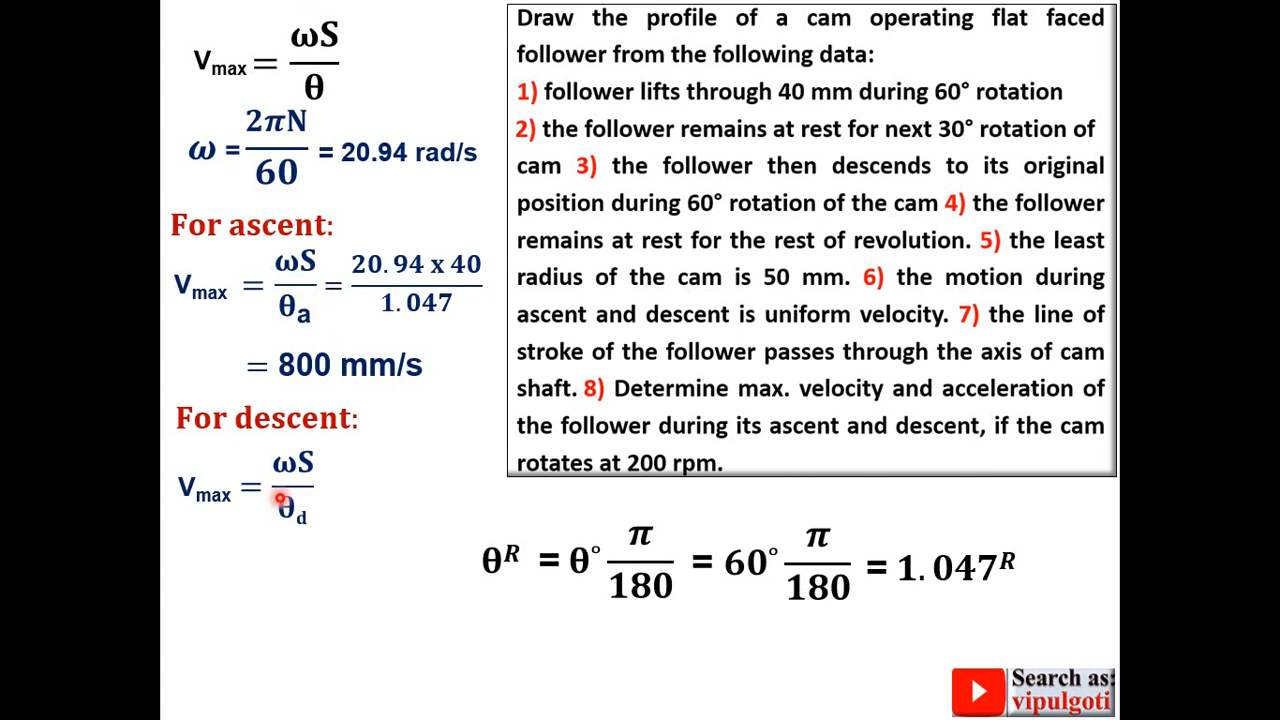 Vmax = ωS/θ
ω = 2πN/60 = 20.94 rad/s
For ascent:
Vmax = ωS/θa = 20.94 x 40/1.047
= 800 mm/s
For descent:
Vmax = ωS/θd
Draw the profile of a cam operating flat faced
follower from the following data:
1) follower lifts through 40 mm during 60° rotation
2) the follower remains at rest for next 30° rotation of
cam 3) the follower then descends to its original
position during 60° rotation of the cam 4) the follower
remains at rest for the rest of revolution. 5) the least
radius of the cam is 50 mm. 6) the motion during
ascent and descent is uniform velocity. 7) the line of
stroke of the follower passes through the axis of cam
shaft. 8) Determine max. velocity and acceleration of
the follower during its ascent and descent, if the cam
rotates at 200 rpm.
θᴿ = θ° π/180 = 60° π/180 = 1.047ᴿ
Search as:
vipulgoti